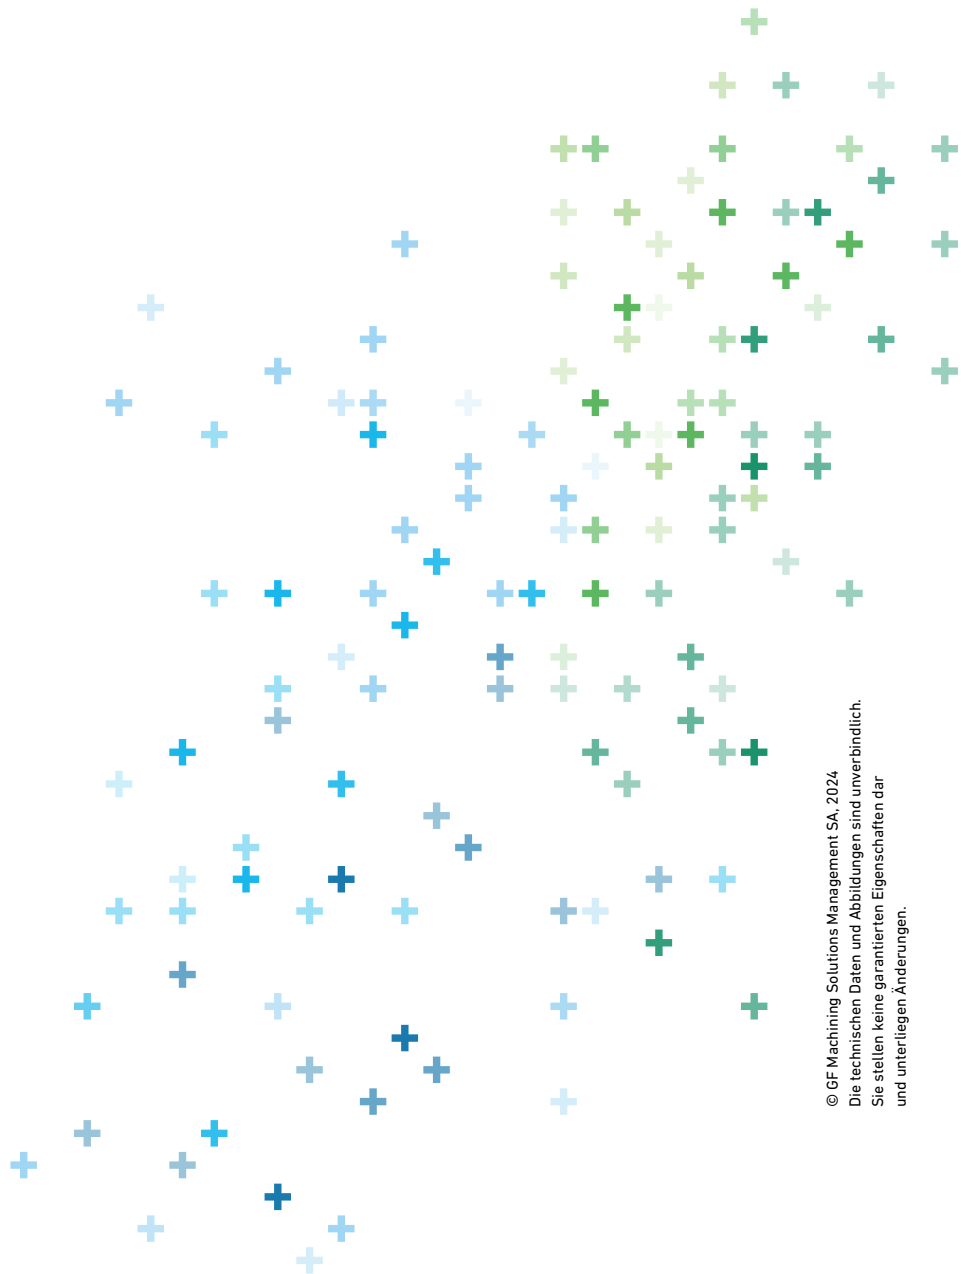 © GF Machining Solutions Management SA, 2024
Die technischen Daten und Abbildungen sind unverbindlich.
Sie stellen keine garantierten Eigenschaften dar
und unterliegen Änderungen.